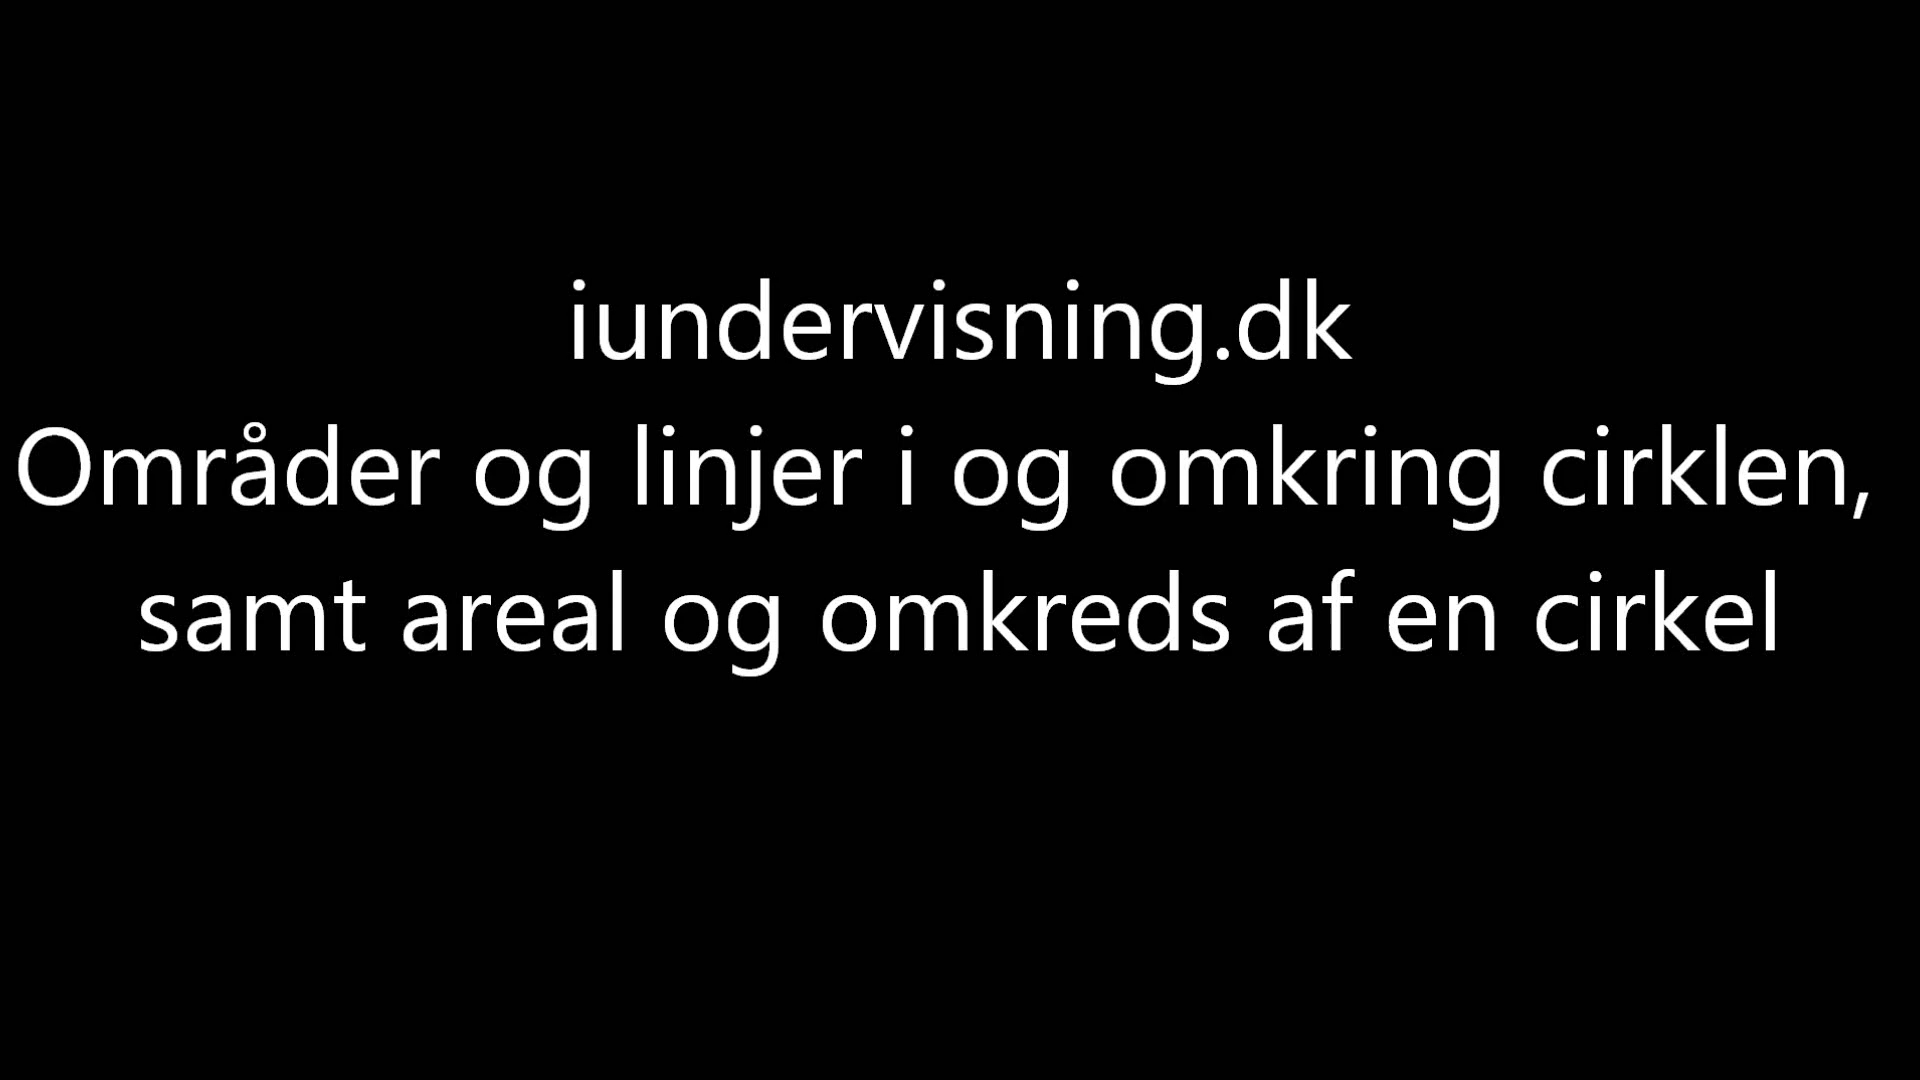 iundervisning.dk
Områder og linjer i og omkring cirklen,
samt areal og omkreds af en cirkel